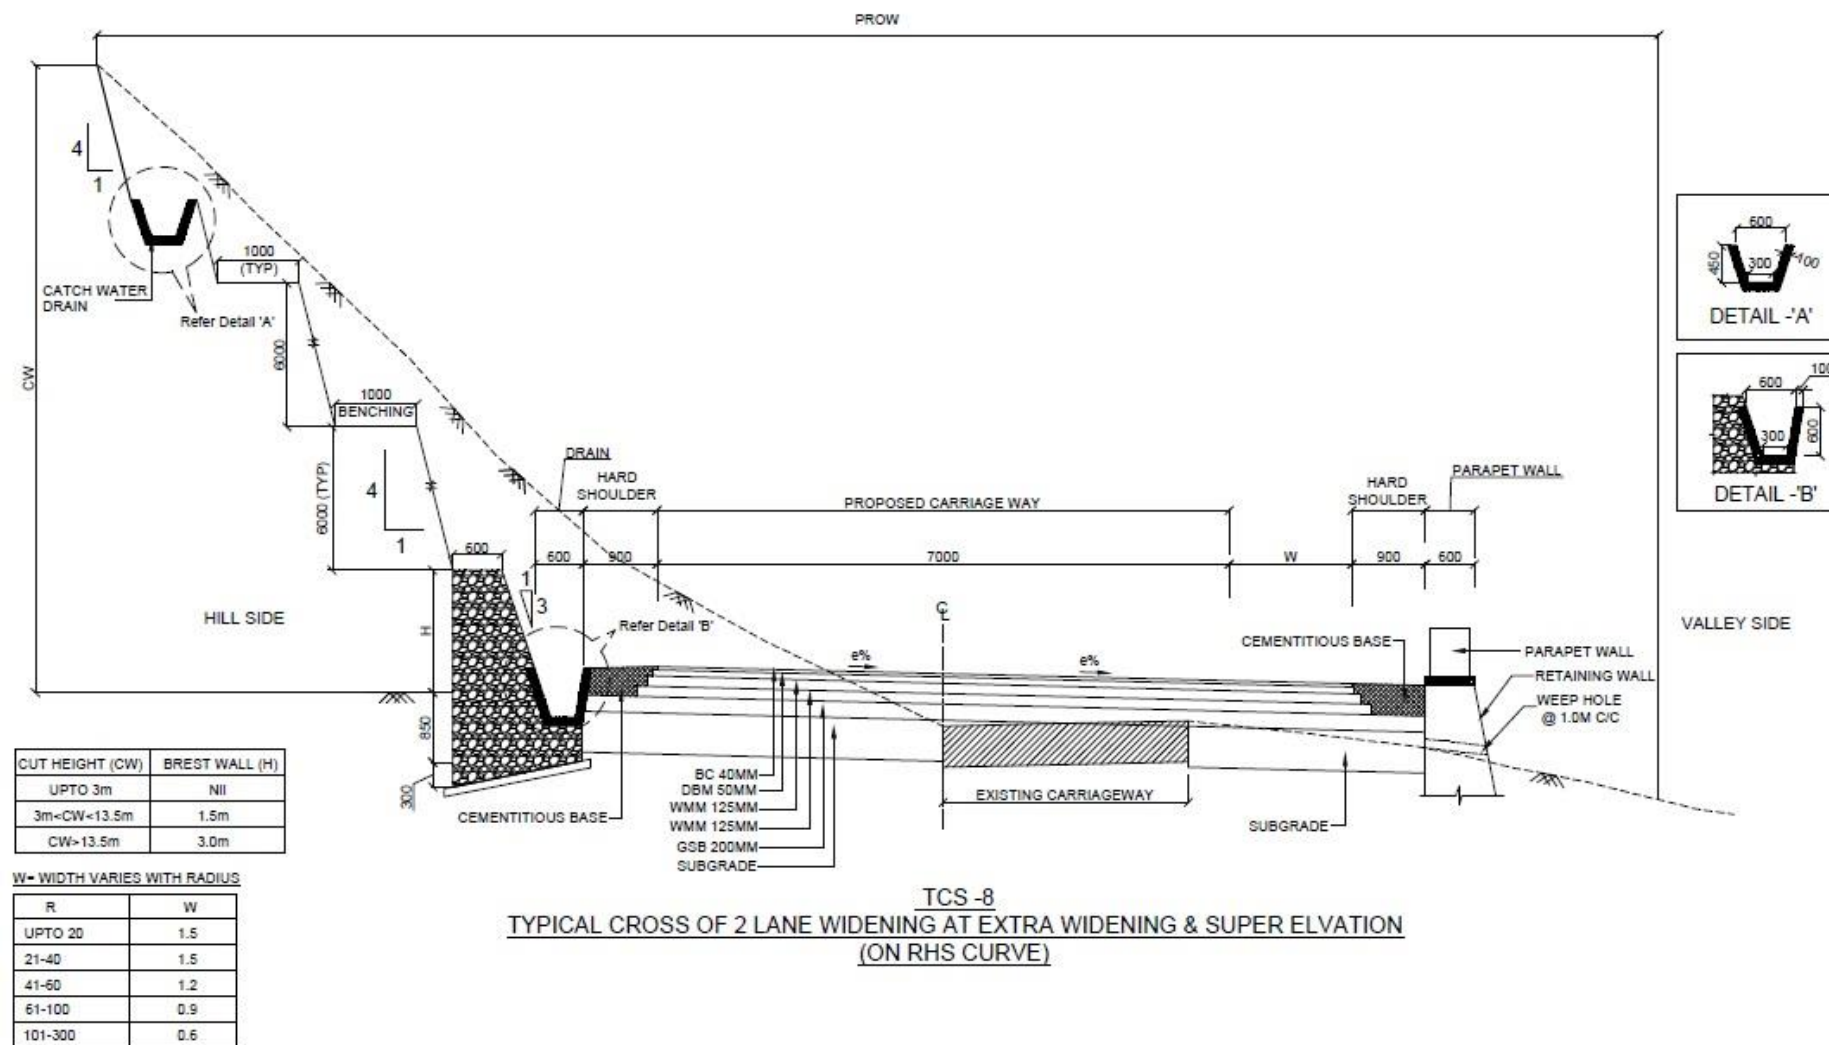 PROW
4
1
1000
(TYP)
CATCH WATER
DRAIN
Refer Detail 'A'
6000
CW
1000
BENCHING
6000 (TYP)
4
1
600
450
300
100
DETAIL -'A'
600
100
300
600
DETAIL -'B'
DRAIN
HARD
SHOULDER
PROPOSED CARRIAGE WAY
HARD
SHOULDER
PARAPET WALL
600
600
900
7000
W
900
600
1
3
HILL SIDE
H
Refer Detail 'B'
C
L
e%
e%
CEMENTITIOUS BASE
VALLEY SIDE
PARAPET WALL
RETAINING WALL
WEEP HOLE
@ 1.0M C/C
850
300
CEMENTITIOUS BASE
BC 40MM
DBM 50MM
WMM 125MM
WMM 125MM
GSB 200MM
SUBGRADE
EXISTING CARRIAGEWAY
SUBGRADE
CUT HEIGHT (CW) BREST WALL (H)
UPTO 3m Nil
3m<CW<13.5m 1.5m
CW>13.5m 3.0m
W= WIDTH VARIES WITH RADIUS
R W
UPTO 20 1.5
21-40 1.5
41-60 1.2
61-100 0.9
101-300 0.6
TCS -8
TYPICAL CROSS OF 2 LANE WIDENING AT EXTRA WIDENING & SUPER ELVATION
(ON RHS CURVE)